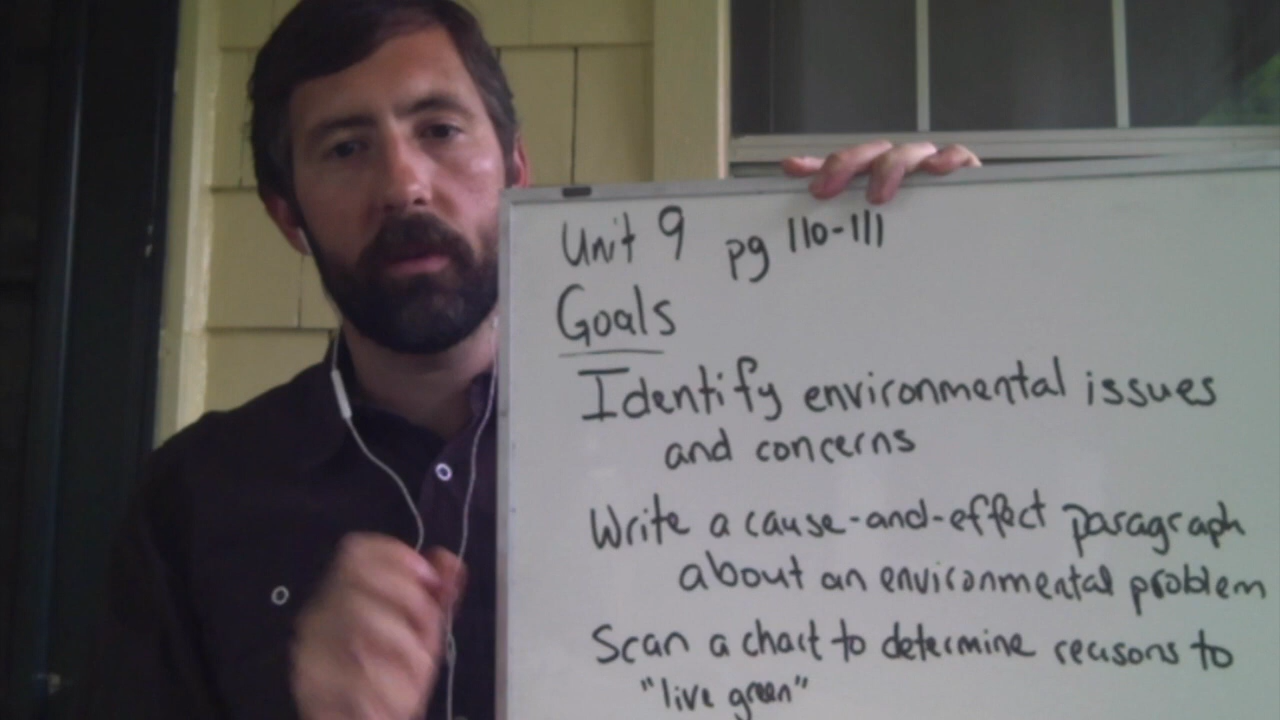 Unit 9 pg 110-111
Goals
Identify environmental issues
and concerns
Write a cause-and-effect paragraph
about an environmental problem
Scan a chart to determine reasons to
"live green"